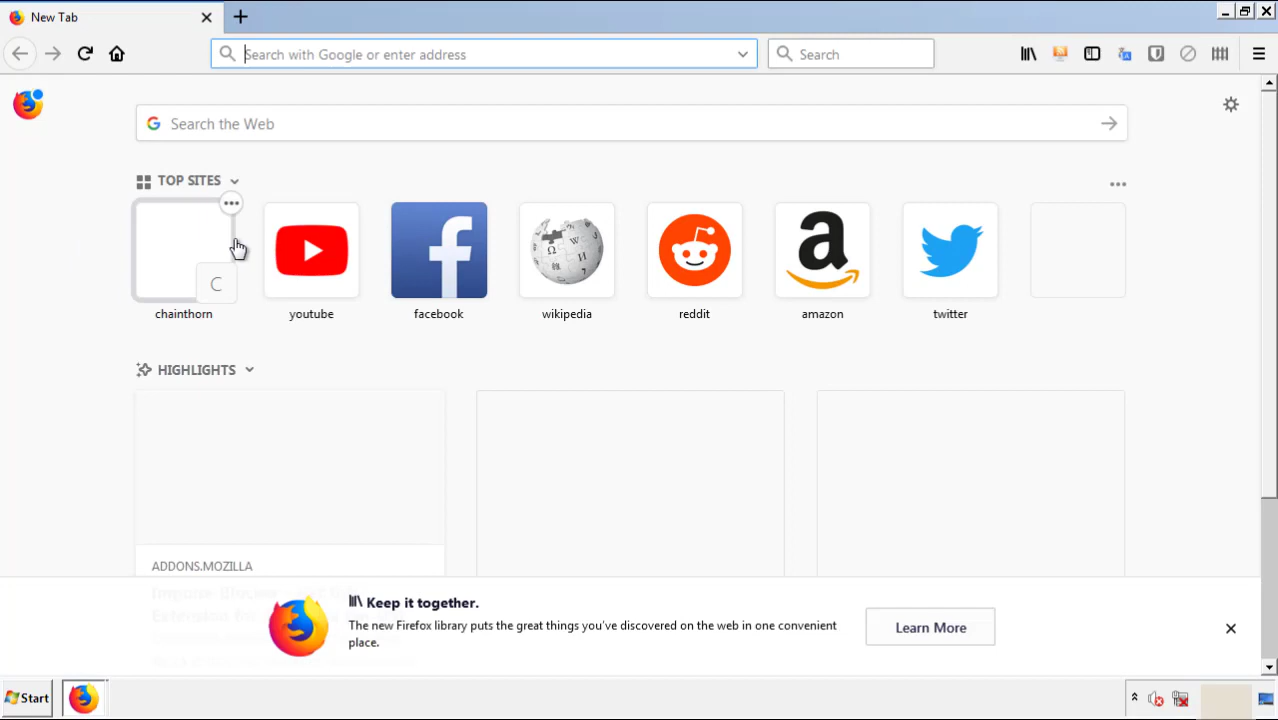 New Tab
Search with Google or enter address
Search
Search the Web
TOP SITES
C
chainthorn
youtube
facebook
wikipedia
reddit
amazon
twitter
HIGHLIGHTS
ADDONS.MOZILLA
Keep it together.
The new Firefox library puts the great things you've discovered on the web in one convenient
place.
Learn More
Start